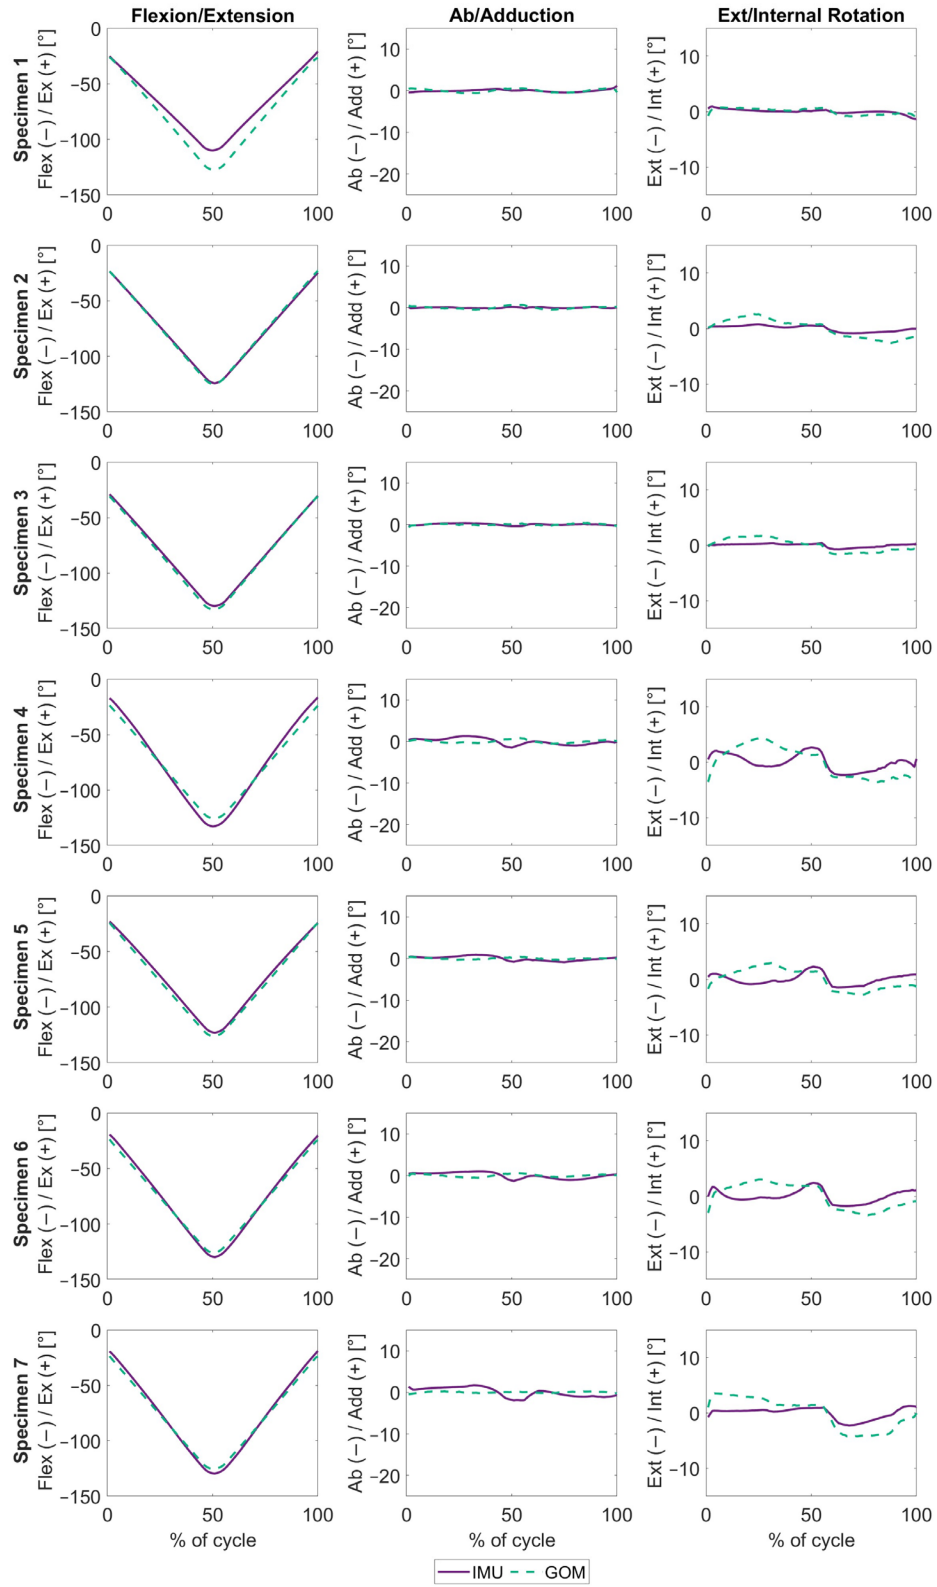 Flexion/Extension Ab/Adduction Ext/Internal Rotation
Specimen 1
Flex (−) / Ex (+) [°]
0
−50
−100
−150
0 50 100
Ab (−) / Add (+) [°]
10
0
−10
−20
0 50 100
Ext (−) / Int (+) [°]
10
0
−10
0 50 100
Specimen 2
Flex (−) / Ex (+) [°]
0
−50
−100
−150
0 50 100
Ab (−) / Add (+) [°]
10
0
−10
−20
0 50 100
Ext (−) / Int (+) [°]
10
0
−10
0 50 100
Specimen 3
Flex (−) / Ex (+) [°]
0
−50
−100
−150
0 50 100
Ab (−) / Add (+) [°]
10
0
−10
−20
0 50 100
Ext (−) / Int (+) [°]
10
0
−10
0 50 100
Specimen 4
Flex (−) / Ex (+) [°]
0
−50
−100
−150
0 50 100
Ab (−) / Add (+) [°]
10
0
−10
−20
0 50 100
Ext (−) / Int (+) [°]
10
0
−10
0 50 100
Specimen 5
Flex (−) / Ex (+) [°]
0
−50
−100
−150
0 50 100
Ab (−) / Add (+) [°]
10
0
−10
−20
0 50 100
Ext (−) / Int (+) [°]
10
0
−10
0 50 100
Specimen 6
Flex (−) / Ex (+) [°]
0
−50
−100
−150
0 50 100
Ab (−) / Add (+) [°]
10
0
−10
−20
0 50 100
Ext (−) / Int (+) [°]
10
0
−10
0 50 100
Specimen 7
Flex (−) / Ex (+) [°]
0
−50
−100
−150
0 50 100
% of cycle
Ab (−) / Add (+) [°]
10
0
−10
−20
0 50 100
% of cycle
Ext (−) / Int (+) [°]
10
0
−10
0 50 100
% of cycle
IMU GOM